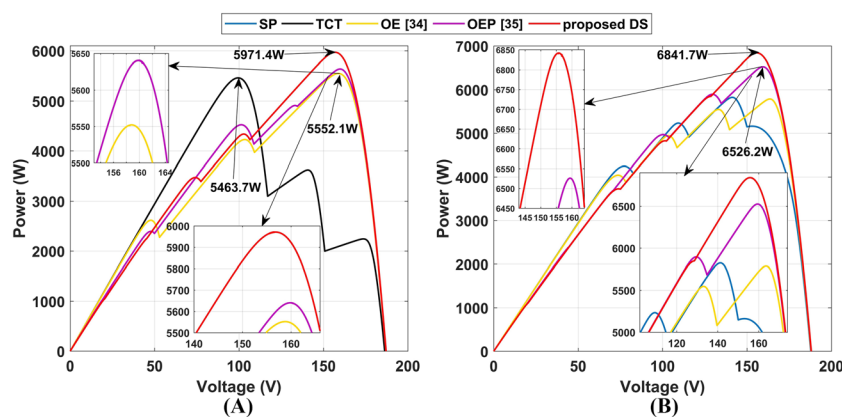 SP TCT OE [34] OEP [35] proposed DS
6000
5000
4000
3000
2000
1000
0
Power (W)
0 50 100 150 200
Voltage (V)
(A)
5971.4W
5552.1W
5463.7W
5650
5600
5550
5500
156 160 164
6000
5900
5800
5700
5600
5500
140 150 160
7000
6000
5000
4000
3000
2000
1000
0
Power (W)
0 50 100 150 200
Voltage (V)
(B)
6841.7W
6526.2W
6850
6800
6750
6700
6650
6600
6550
6500
6450
145 150 155 160
6500
6000
5500
5000
120 140 160